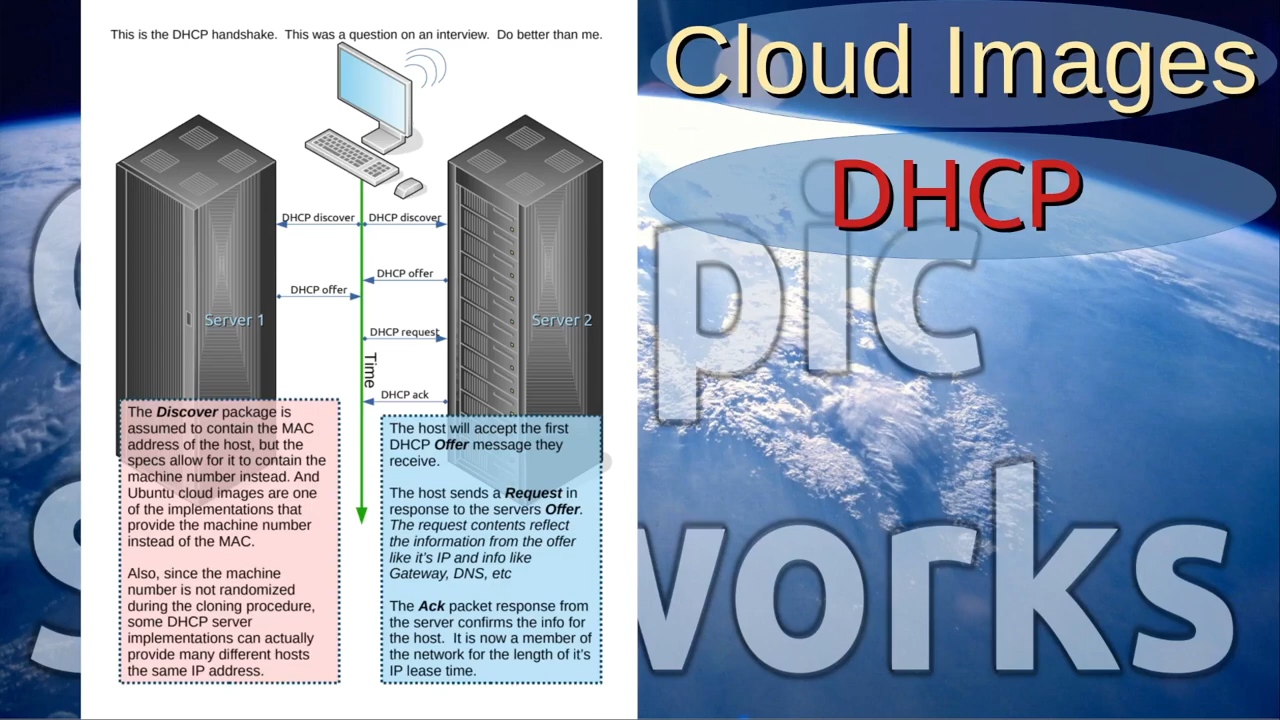 This is the DHCP handshake.  This was a question on an interview.  Do better than me.
Cloud Images
DHCP
DHCP discover
DHCP discover
DHCP offer
DHCP offer
Server 1
Server 2
DHCP request
Time
DHCP ack
The Discover package is
assumed to contain the MAC
address of the host, but the
specs allow for it to contain the
machine number instead. And
Ubuntu cloud images are one
of the implementations that
provide the machine number
instead of the MAC.
Also, since the machine
number is not randomized
during the cloning procedure,
some DHCP server
implementations can actually
provide many different hosts
the same IP address.
The host will accept the first
DHCP Offer message they
receive.
The host sends a Request in
response to the servers Offer.
The request contents reflect
the information from the offer
like it's IP and info like
Gateway, DNS, etc
The Ack packet response from
the server confirms the info for
the host.  It is now a member of
the network for the length of it's
IP lease time.
pic
works